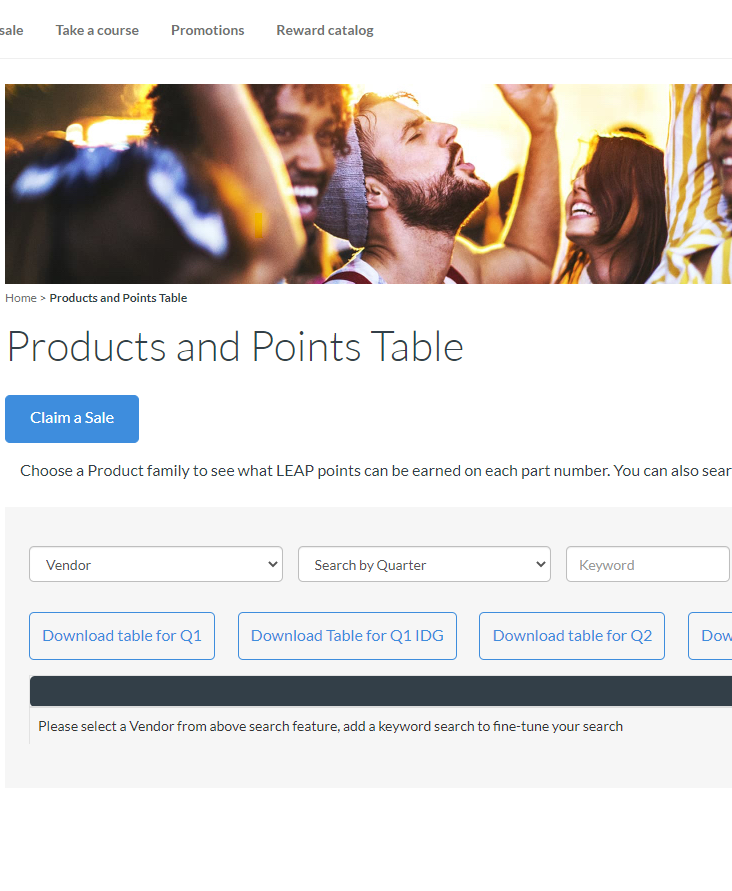 sale Take a course Promotions Reward catalog
Home > Products and Points Table
Products and Points Table
Claim a Sale
Choose a Product family to see what LEAP points can be earned on each part number. You can also sear
Vendor Search by Quarter Keyword
Download table for Q1 Download Table for Q1 IDG Download table for Q2 Dow
Please select a Vendor from above search feature, add a keyword search to fine-tune your search